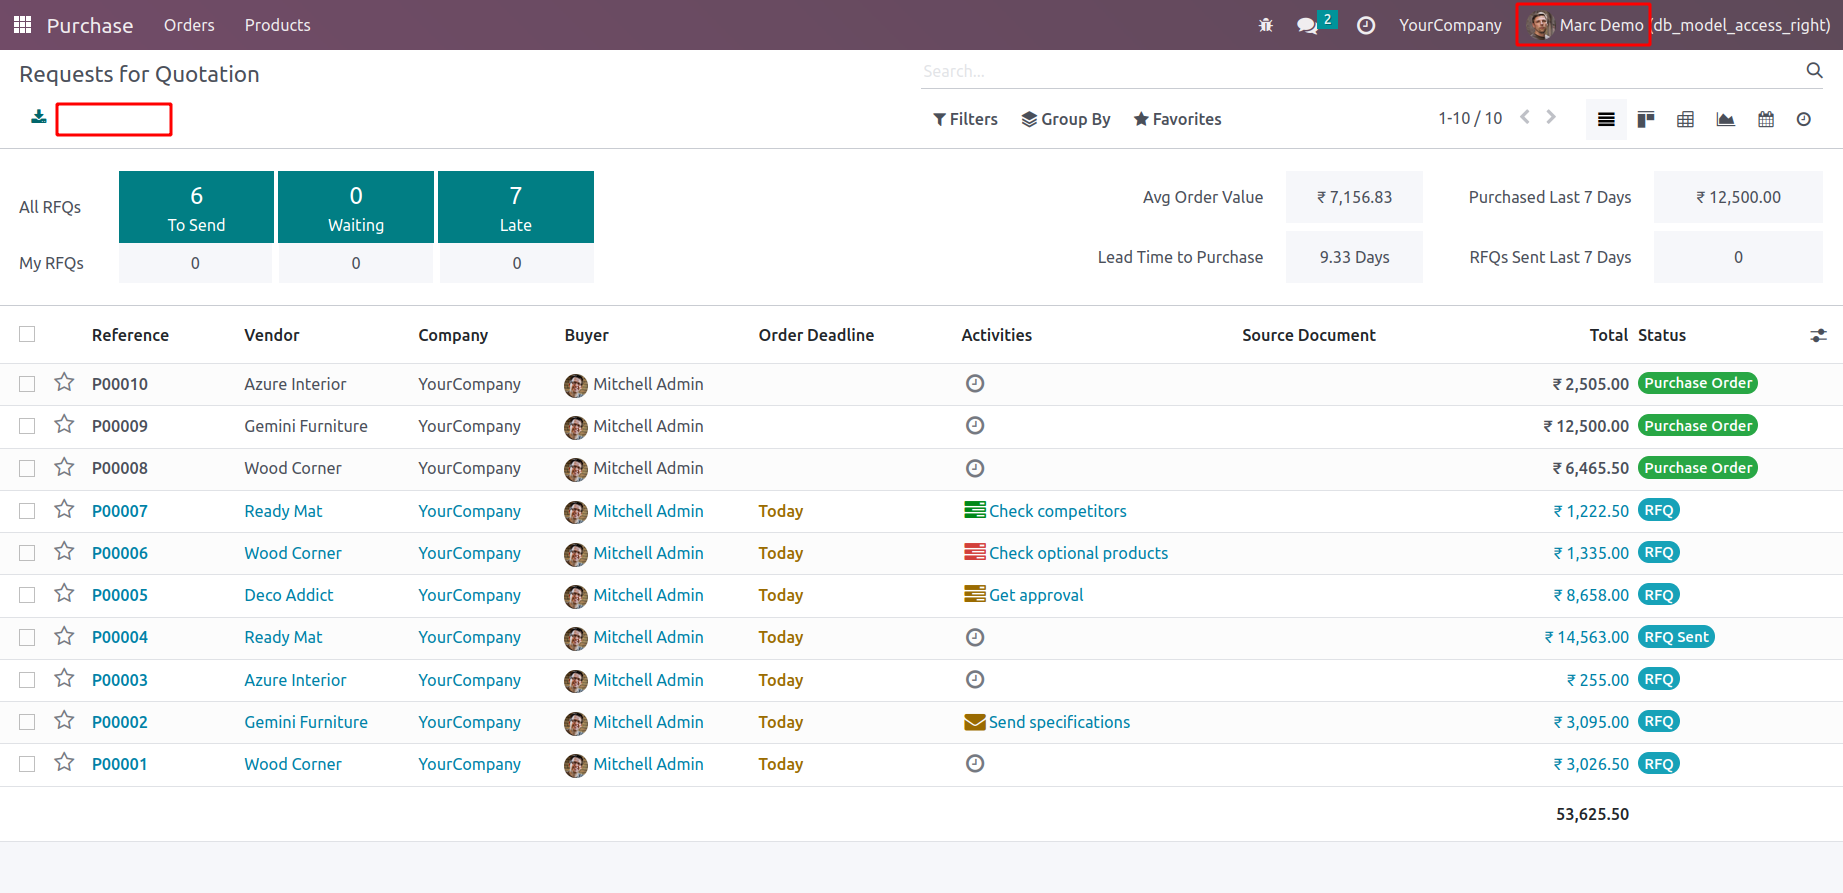 Purchase Orders Products 2 YourCompany Marc Demo (db_model_access_right)
Requests for Quotation Search...
Filters Group By Favorites 1-10 / 10
All RFQs 6 To Send 0 Waiting 7 Late
My RFQs 0 0 0
Avg Order Value ₹ 7,156.83 Purchased Last 7 Days ₹ 12,500.00
Lead Time to Purchase 9.33 Days RFQs Sent Last 7 Days 0
Reference Vendor Company Buyer Order Deadline Activities Source Document Total Status
P00010 Azure Interior YourCompany Mitchell Admin ₹ 2,505.00 Purchase Order
P00009 Gemini Furniture YourCompany Mitchell Admin ₹ 12,500.00 Purchase Order
P00008 Wood Corner YourCompany Mitchell Admin ₹ 6,465.50 Purchase Order
P00007 Ready Mat YourCompany Mitchell Admin Today Check competitors ₹ 1,222.50 RFQ
P00006 Wood Corner YourCompany Mitchell Admin Today Check optional products ₹ 1,335.00 RFQ
P00005 Deco Addict YourCompany Mitchell Admin Today Get approval ₹ 8,658.00 RFQ
P00004 Ready Mat YourCompany Mitchell Admin Today ₹ 14,563.00 RFQ Sent
P00003 Azure Interior YourCompany Mitchell Admin Today ₹ 255.00 RFQ
P00002 Gemini Furniture YourCompany Mitchell Admin Today Send specifications ₹ 3,095.00 RFQ
P00001 Wood Corner YourCompany Mitchell Admin Today ₹ 3,026.50 RFQ
53,625.50